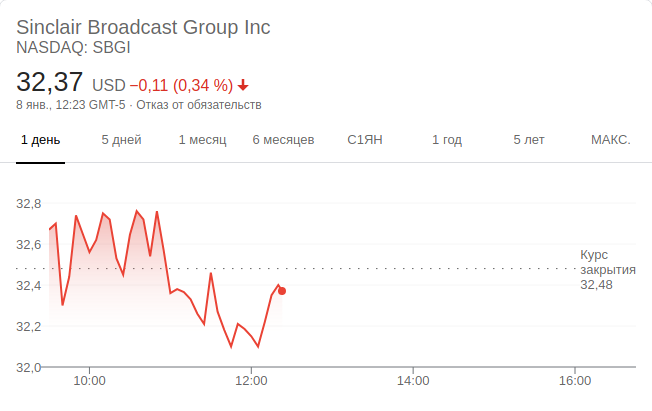 Sinclair Broadcast Group Inc
NASDAQ: SBGI
32,37 USD −0,11 (0,34 %)
8 янв., 12:23 GMT-5 · Отказ от обязательств
1 день 5 дней 1 месяц 6 месяцев С1ЯН 1 год 5 лет МАКС.
32,8
32,6
Курс
закрытия
32,48
32,4
32,2
32,0
10:00 12:00 14:00 16:00